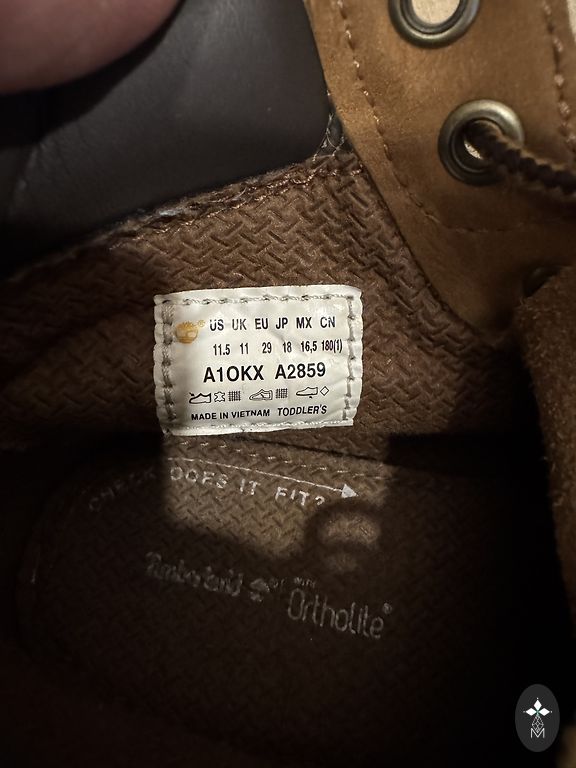 US UK EU JP MX CN
11.5 11 29 18 16,5 180(1)
A1OKX A2859
MADE IN VIETNAM TODDLER'S
DOES IT FIT?
Timberland
WITH
Ortholite®
M